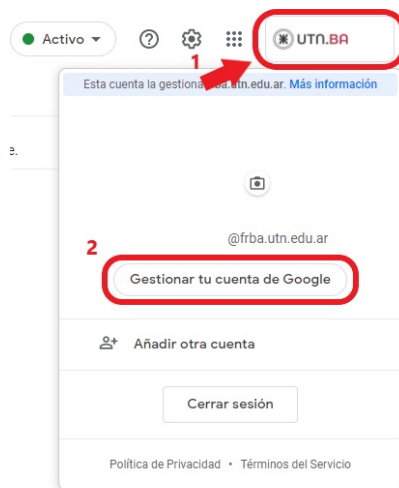 Activo
UTN.BA
1
Esta cuenta la gestiona frba.utn.edu.ar. Más información
e.
@frba.utn.edu.ar
2
Gestionar tu cuenta de Google
Añadir otra cuenta
Cerrar sesión
Política de Privacidad • Términos del Servicio